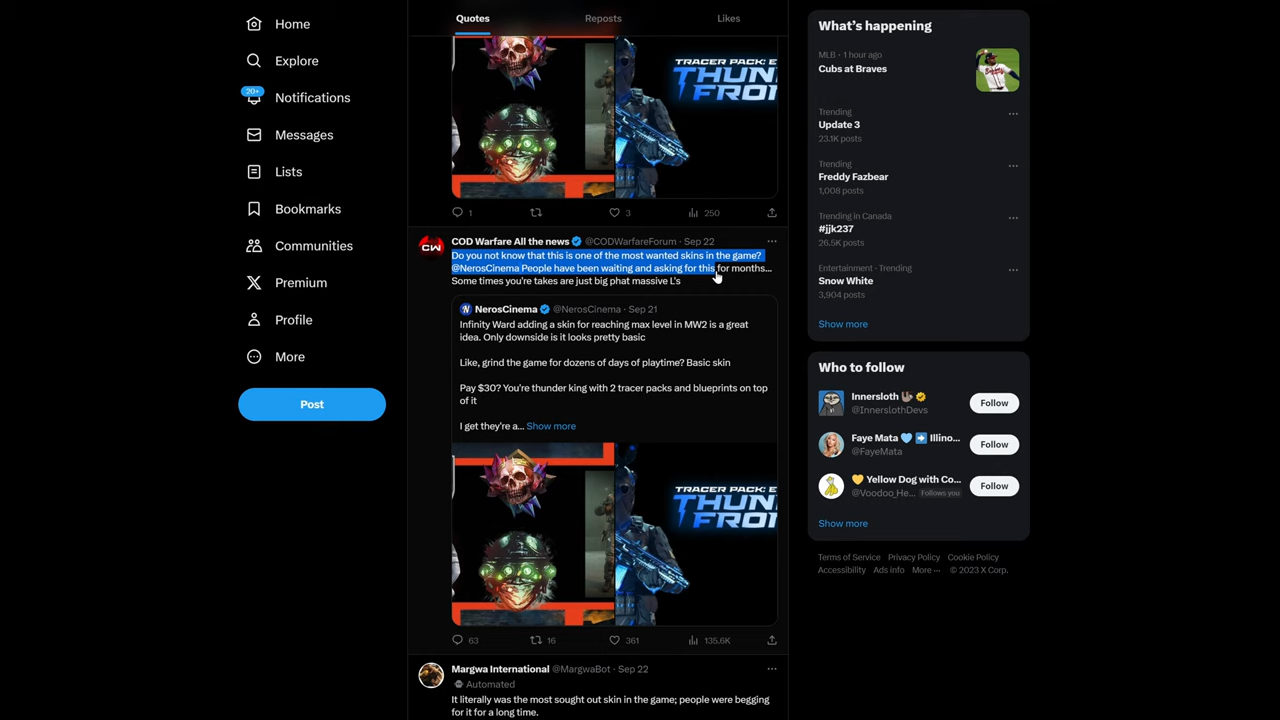 Home
Explore
20+
Notifications
Messages
Lists
Bookmarks
Communities
Premium
Profile
More
Post
Quotes
Reposts
Likes
TRACER PACK: E
THUN
FRON
1
3
250
CW
COD Warfare All the news @CODWarfareForum · Sep 22
Do you not know that this is one of the most wanted skins in the game?
@NerosCinema People have been waiting and asking for this for months...
Some times you're takes are just big phat massive L's
NerosCinema @NerosCinema · Sep 21
Infinity Ward adding a skin for reaching max level in MW2 is a great
idea. Only downside is it looks pretty basic
Like, grind the game for dozens of days of playtime? Basic skin
Pay $30? You're thunder king with 2 tracer packs and blueprints on top
of it
I get they're a... Show more
TRACER PACK: E
THUN
FRON
63
16
361
135.6K
Margwa International @MargwaBot · Sep 22
Automated
It literally was the most sought out skin in the game; people were begging
for it for a long time.
What's happening
MLB · 1 hour ago
Cubs at Braves
Trending
Update 3
23.1K posts
Trending
Freddy Fazbear
1,008 posts
Trending in Canada
#jjk237
26.5K posts
Entertainment · Trending
Snow White
3,904 posts
Show more
Who to follow
Innersloth
@InnerslothDevs
Follow
Faye Mata 💙 ➡️ Illino...
@FayeMata
Follow
💛 Yellow Dog with Co...
@Voodoo_He... Follows you
Follow
Show more
Terms of Service Privacy Policy Cookie Policy
Accessibility Ads info More ··· © 2023 X Corp.